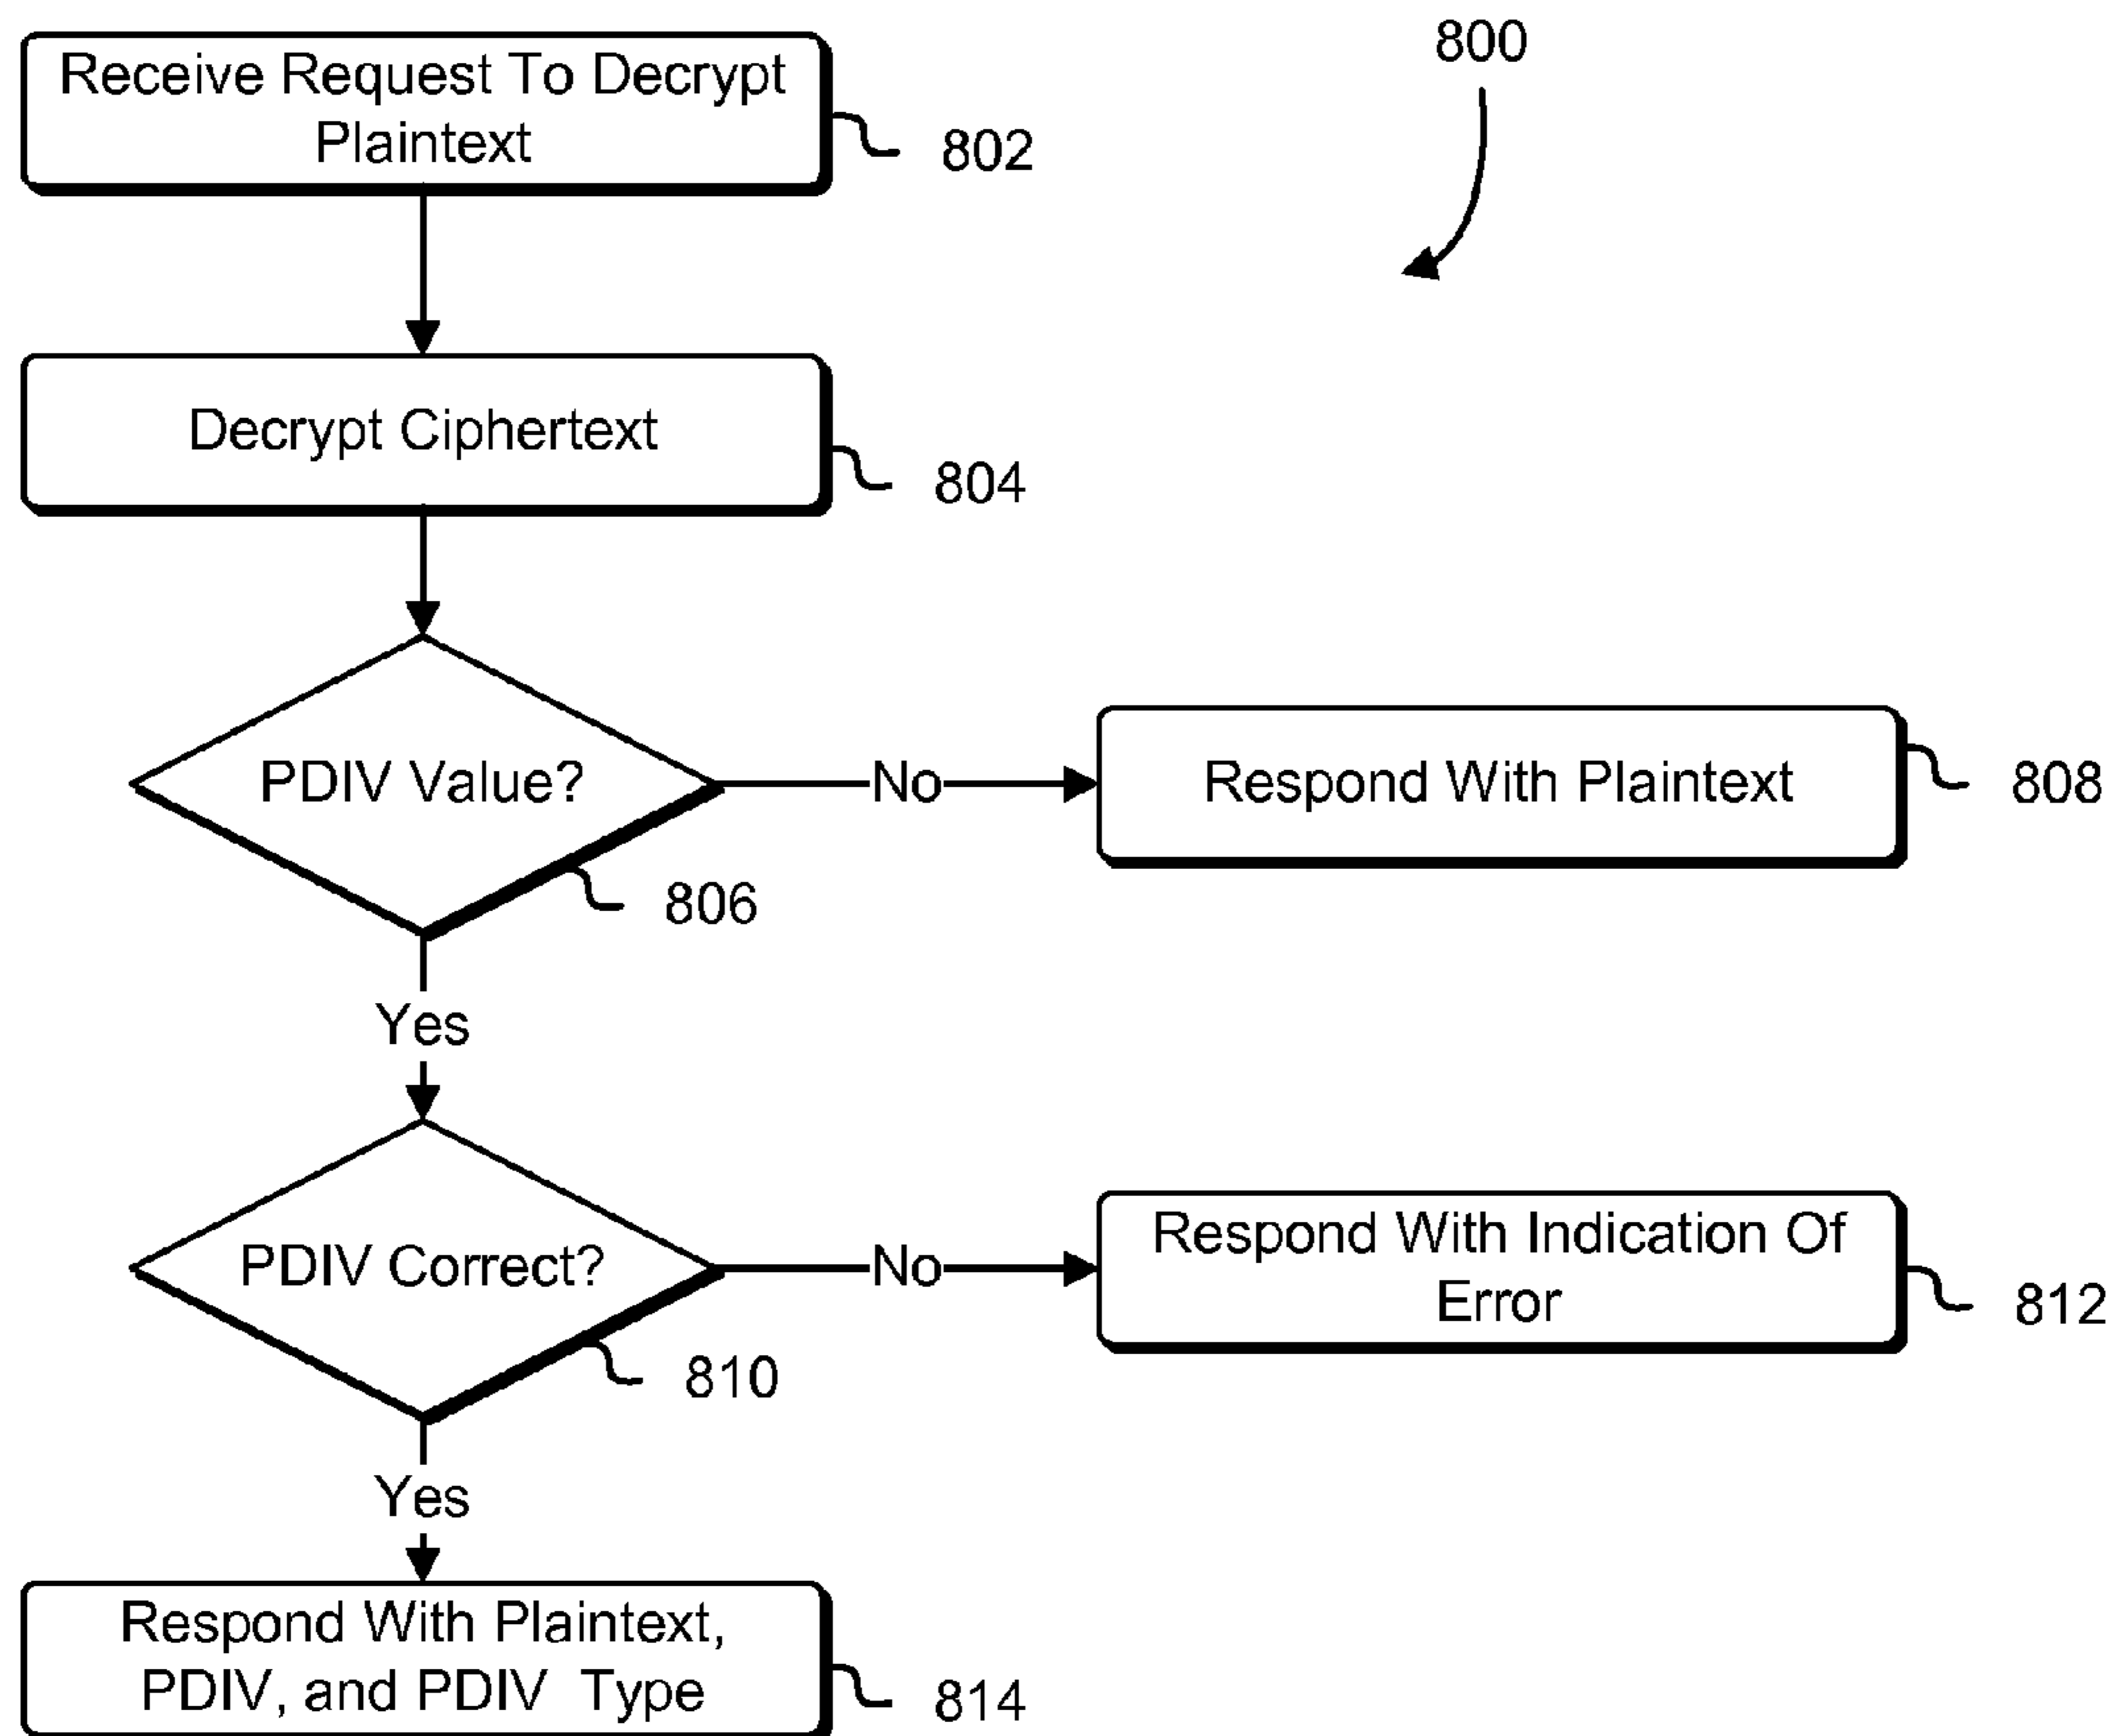 800
Receive Request To Decrypt
Plaintext
802
Decrypt Ciphertext
804
PDIV Value?
806
No
Respond With Plaintext
808
Yes
PDIV Correct?
810
No
Respond With Indication Of
Error
812
Yes
Respond With Plaintext,
PDIV, and PDIV Type
814